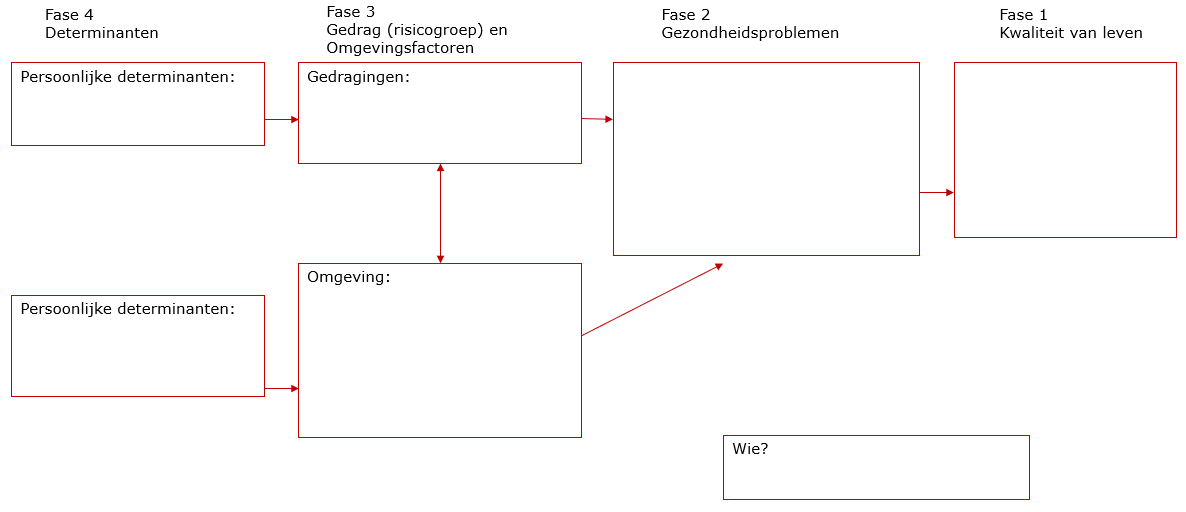 Fase 4
Determinanten
Fase 3
Gedrag (risicogroep) en
Omgevingsfactoren
Fase 2
Gezondheidsproblemen
Fase 1
Kwaliteit van leven
Persoonlijke determinanten:
Gedragingen:
Persoonlijke determinanten:
Omgeving:
Wie?